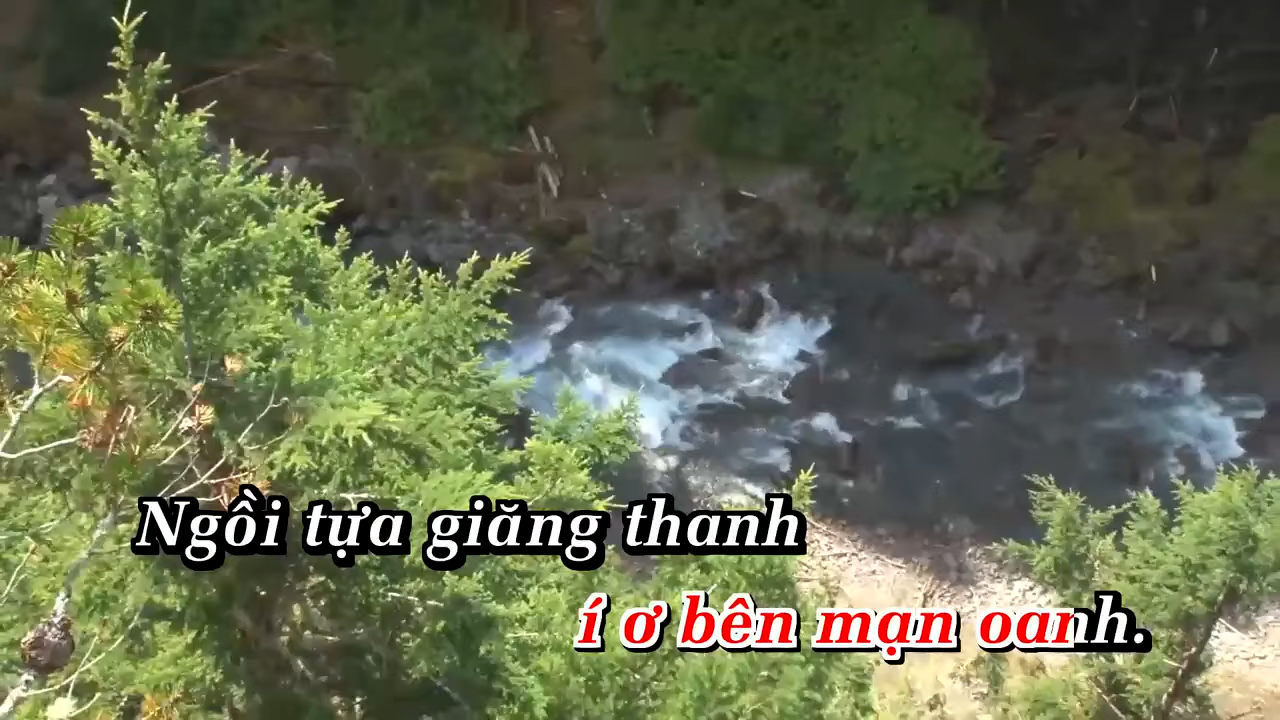 Ngồi tựa giăng thanh
í ơ bên mạn oanh.